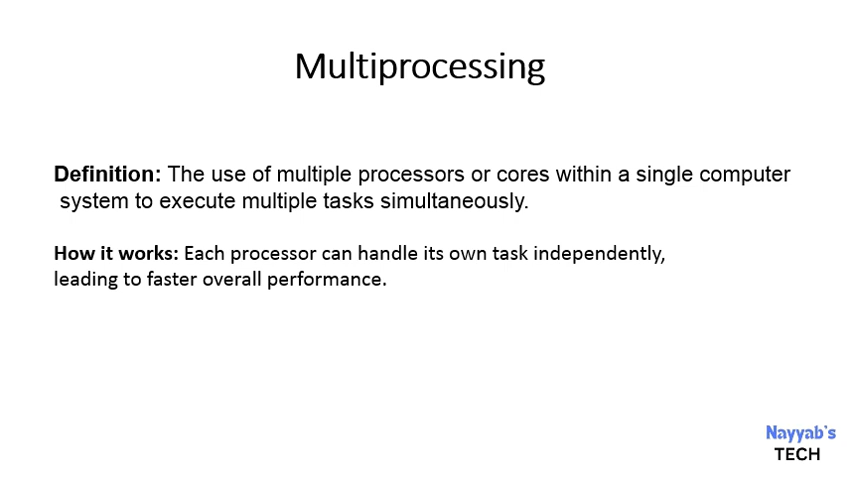 Multiprocessing
Definition: The use of multiple processors or cores within a single computer
system to execute multiple tasks simultaneously.
How it works: Each processor can handle its own task independently,
leading to faster overall performance.
Nayyab's
TECH